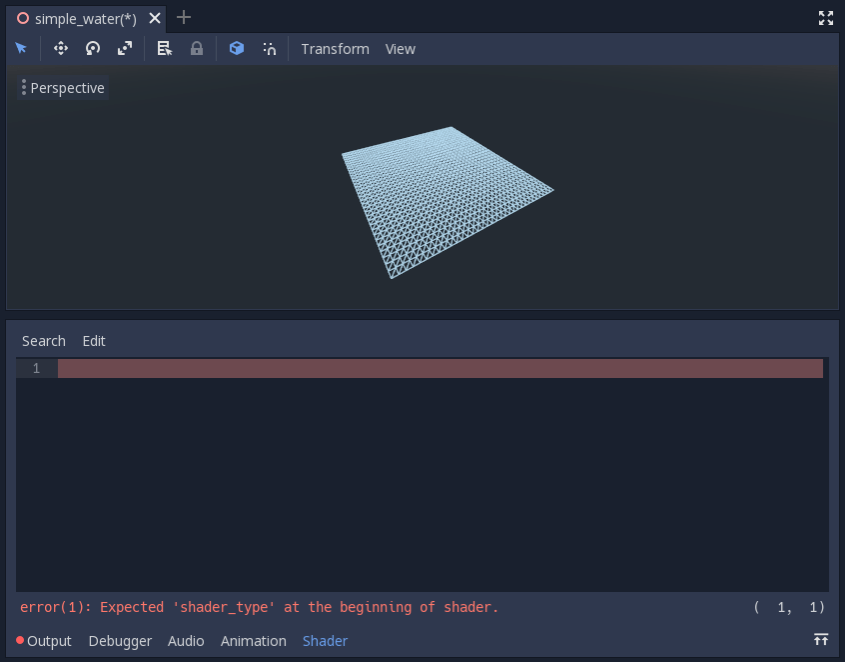 simple_water(*)
Transform View
Perspective
Search Edit
1
error(1): Expected 'shader_type' at the beginning of shader. ( 1, 1)
Output Debugger Audio Animation Shader